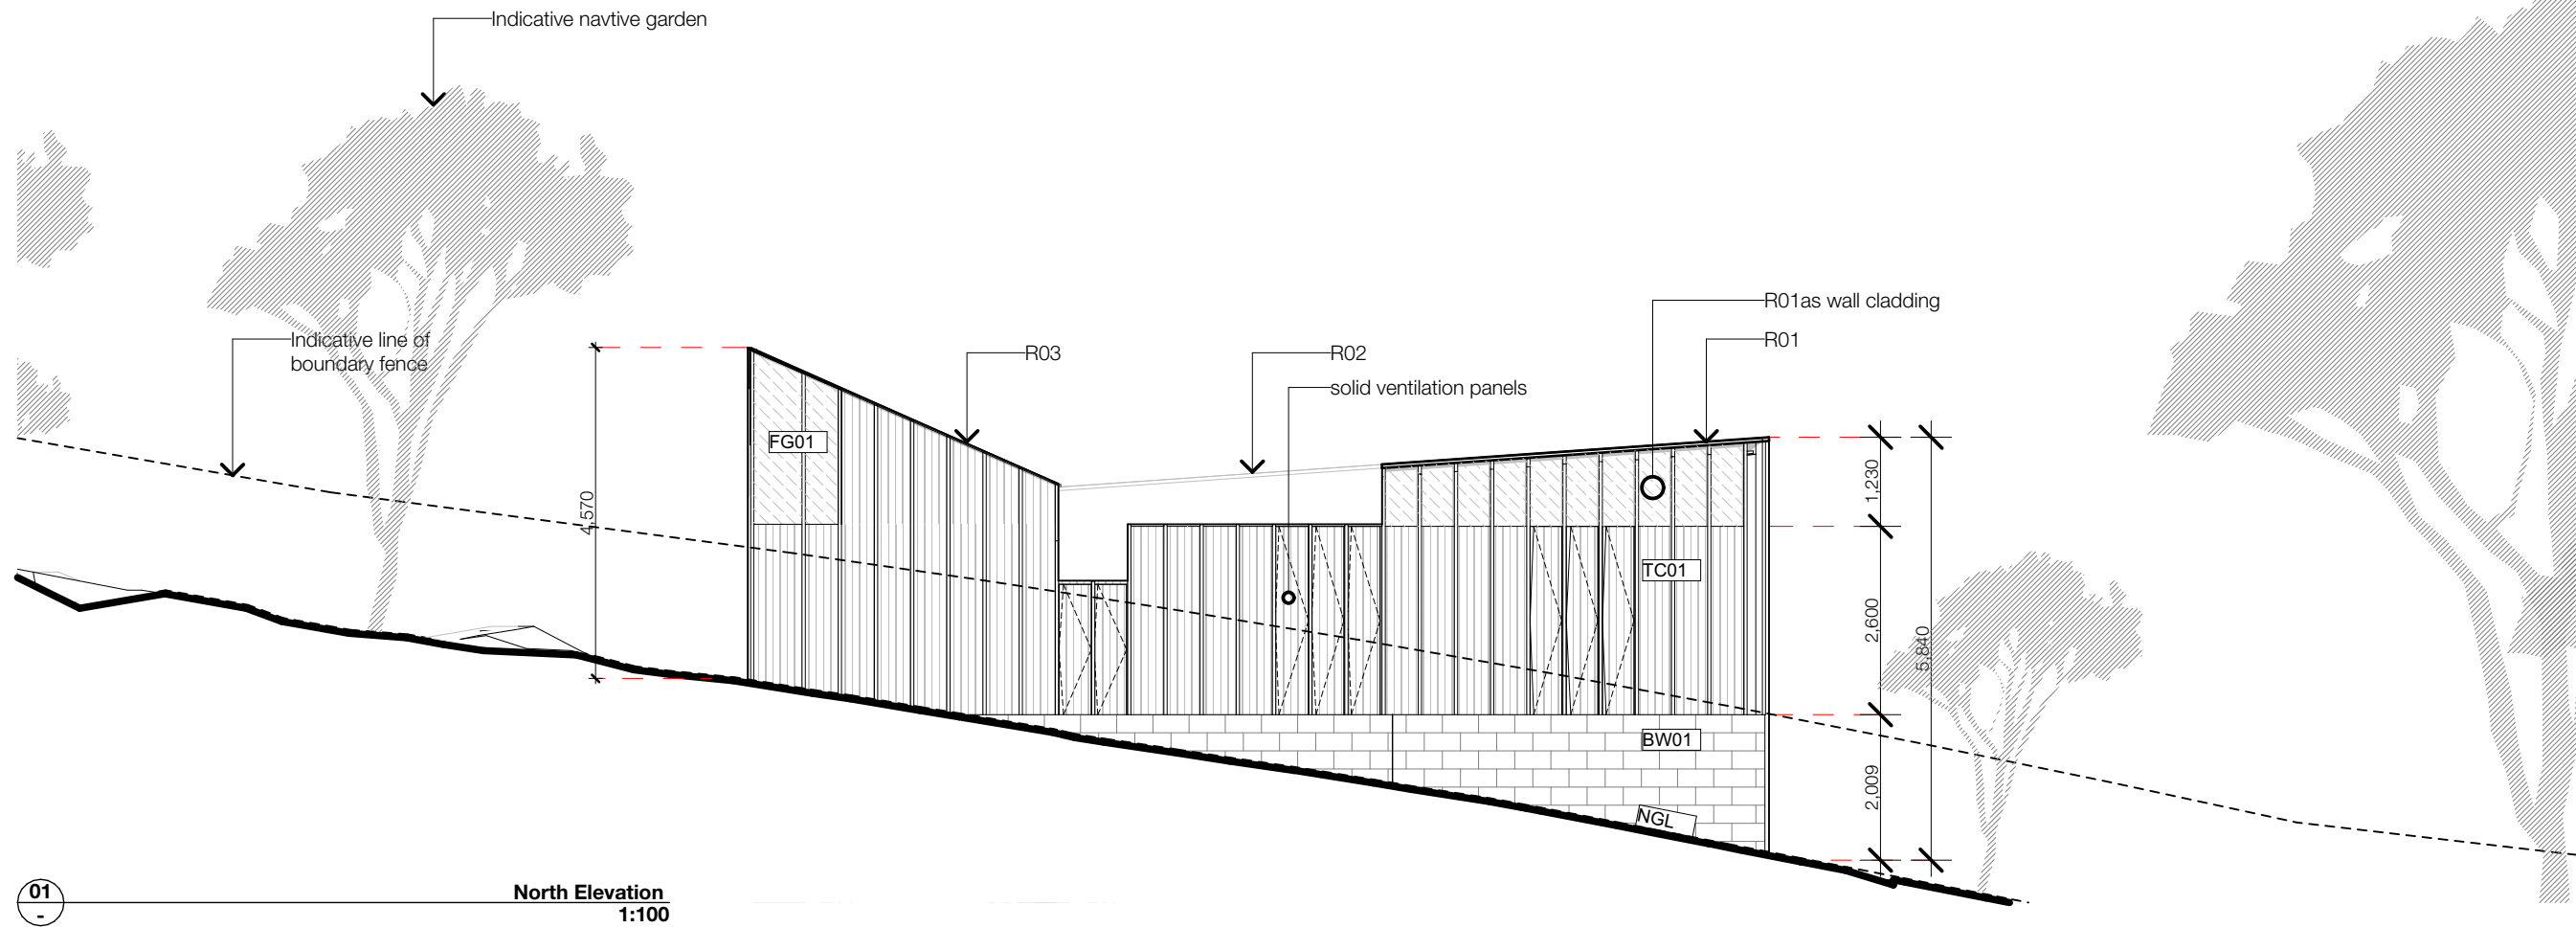 Indicative navtive garden
R01as wall cladding
Indicative line of
boundary fence
R03
R02
R01
solid ventilation panels
FG01
1,230
4,570
TC01
2,600
5,840
BW01
2,009
NGL
01
-
North Elevation
1:100